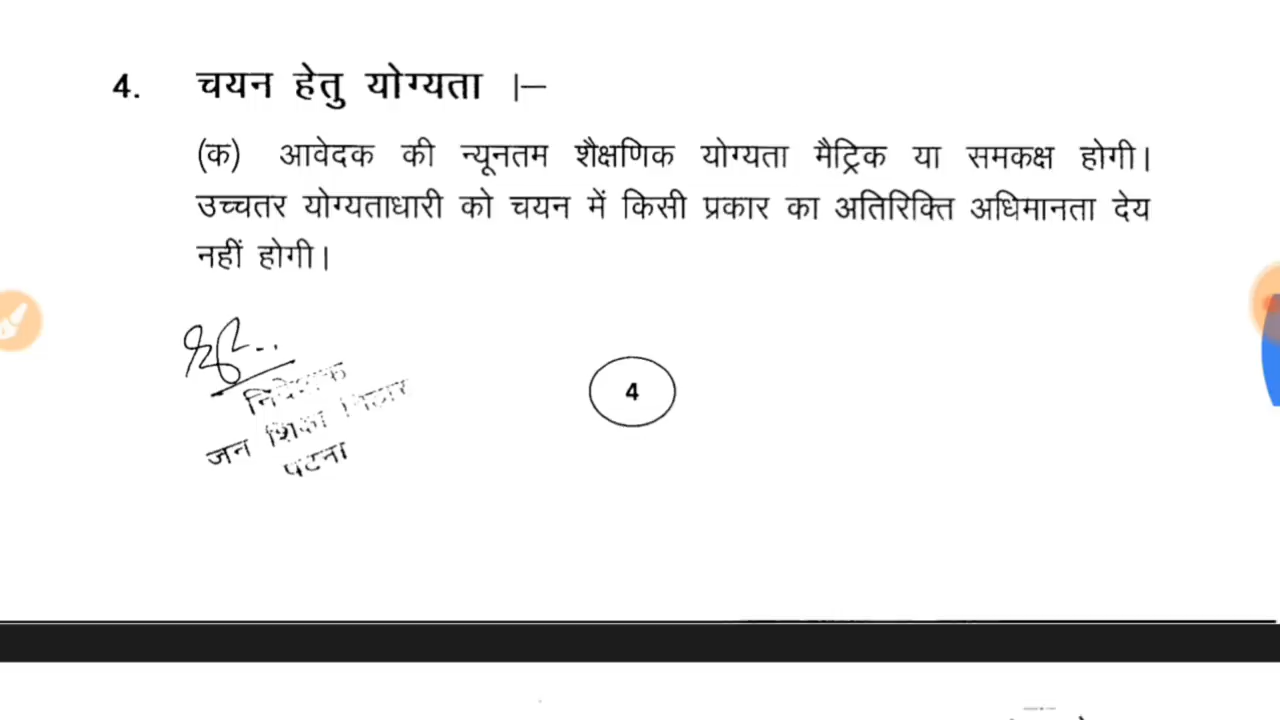 4. चयन हेतु योग्यता ।–
(क) आवेदक की न्यूनतम शैक्षणिक योग्यता मैट्रिक या समकक्ष होगी।
उच्चतर योग्यताधारी को चयन में किसी प्रकार का अतिरिक्ति अधिमानता देय
नहीं होगी।
निदेशक
जन शिक्षा बिहार
पटना
4